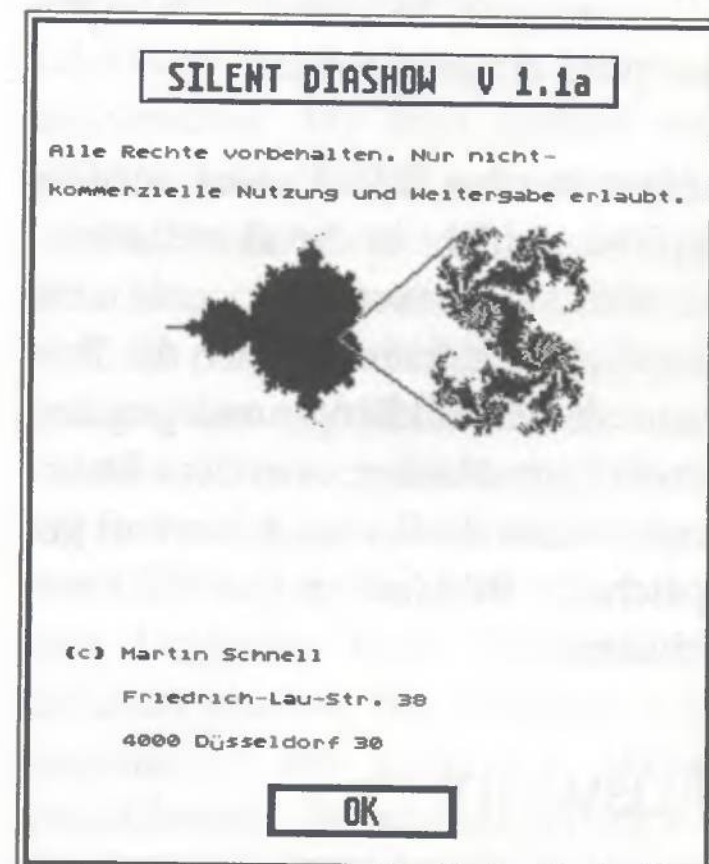 SILENT DIASHOW V 1.1a
Alle Rechte vorbehalten. Nur nicht-
kommerzielle Nutzung und Weitergabe erlaubt.
(c) Martin Schnell
Friedrich-Lau-Str. 38
4000 Düsseldorf 30
OK